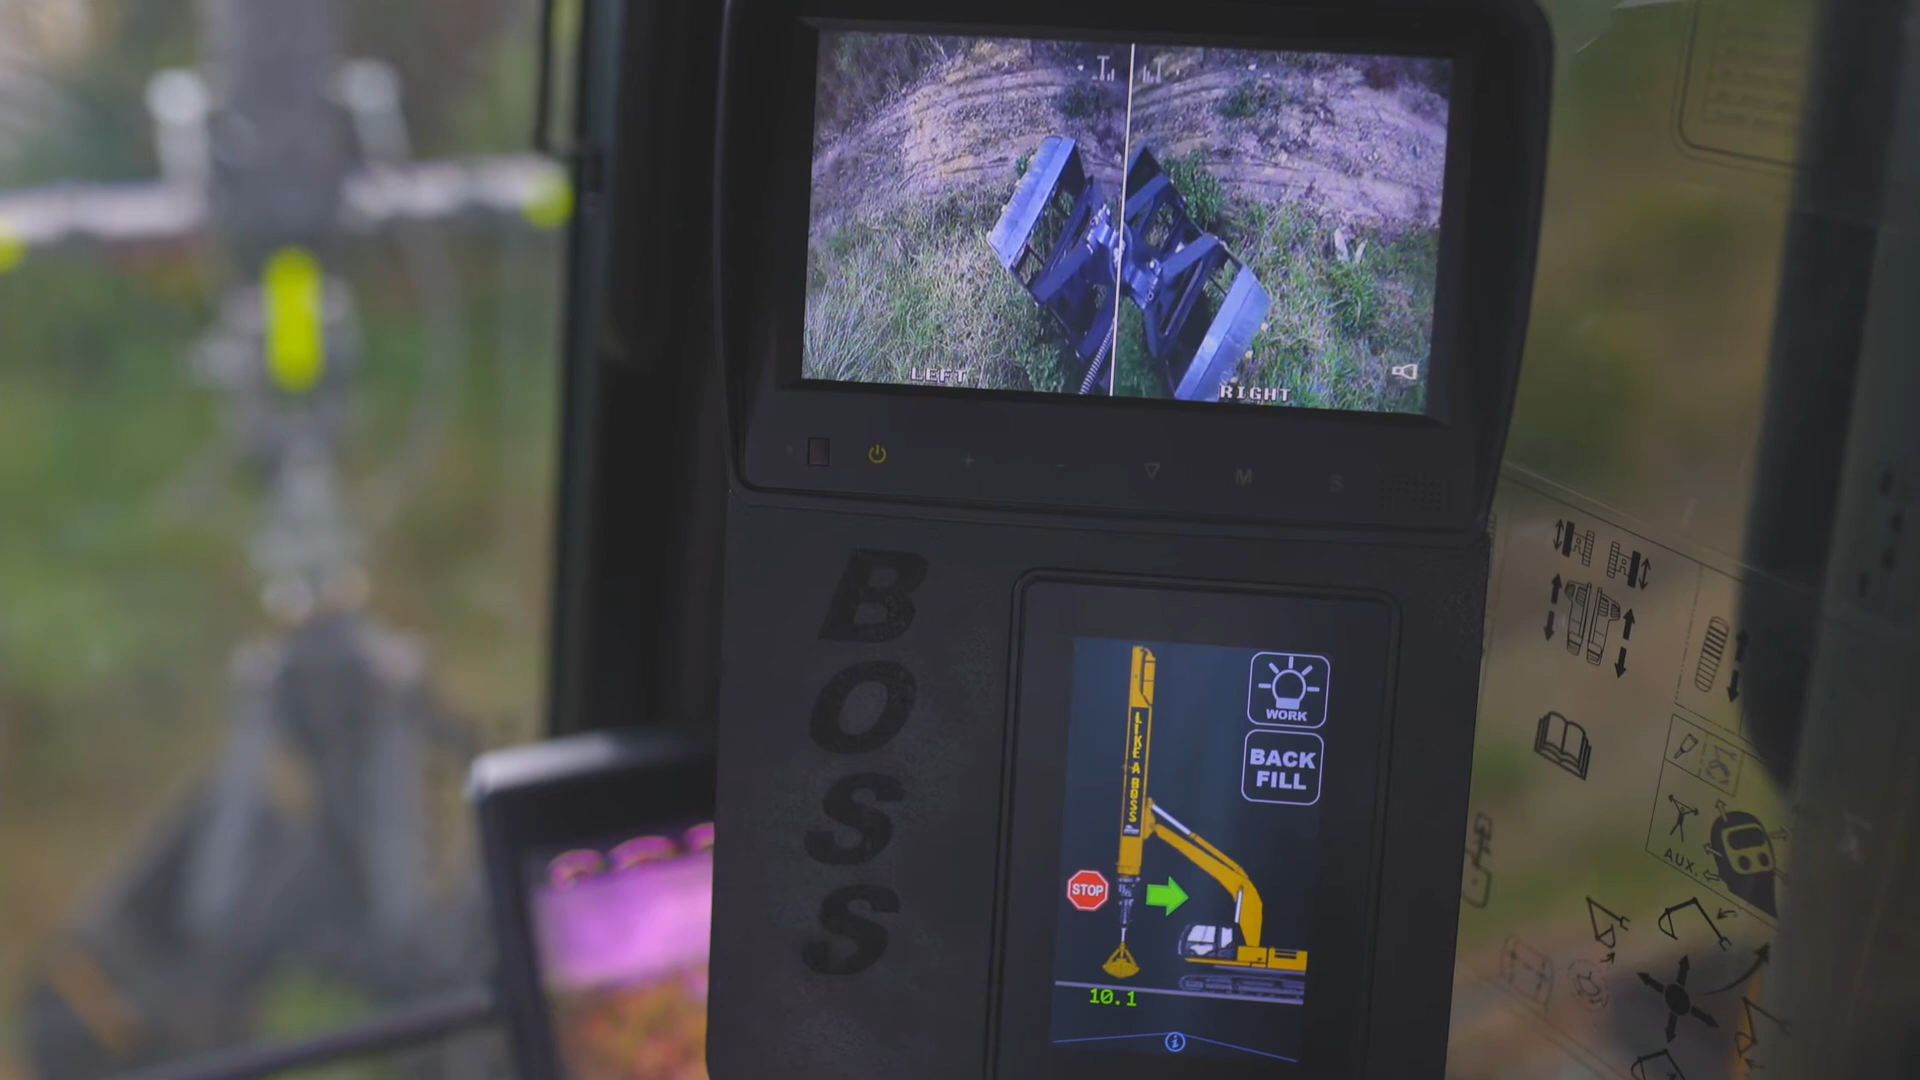 LEFT
RIGHT
M
S
BOSS
WORK
BACK
FILL
LIKE A BOSS
STOP
10.1
i
AUX.